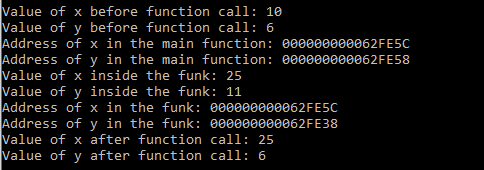 Value of x before function call: 10
Value of y before function call: 6
Address of x in the main function: 000000000062FE5C
Address of y in the main function: 000000000062FE58
Value of x inside the funk: 25
Value of y inside the funk: 11
Address of x in the funk: 000000000062FE5C
Address of y in the funk: 000000000062FE38
Value of x after function call: 25
Value of y after function call: 6